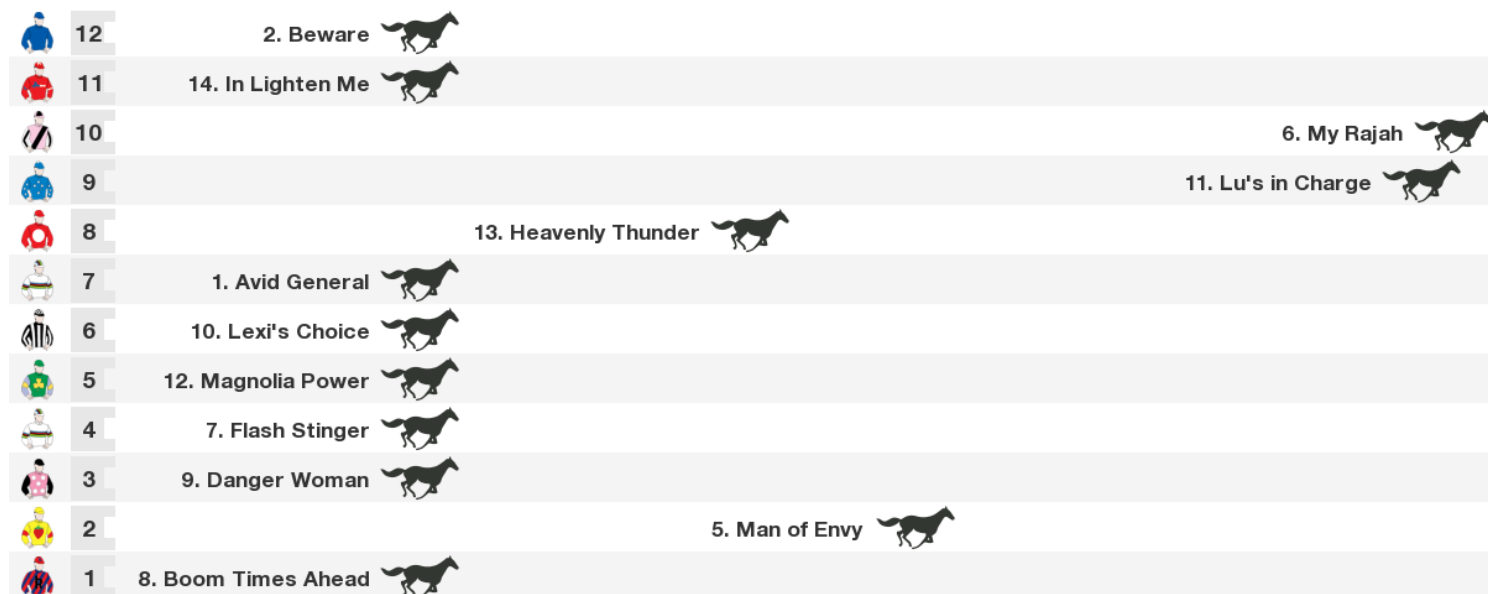 12 2. Beware
11 14. In Lighten Me
10 6. My Rajah
9 11. Lu's in Charge
8 13. Heavenly Thunder
7 1. Avid General
6 10. Lexi's Choice
5 12. Magnolia Power
4 7. Flash Stinger
3 9. Danger Woman
2 5. Man of Envy
1 8. Boom Times Ahead
R